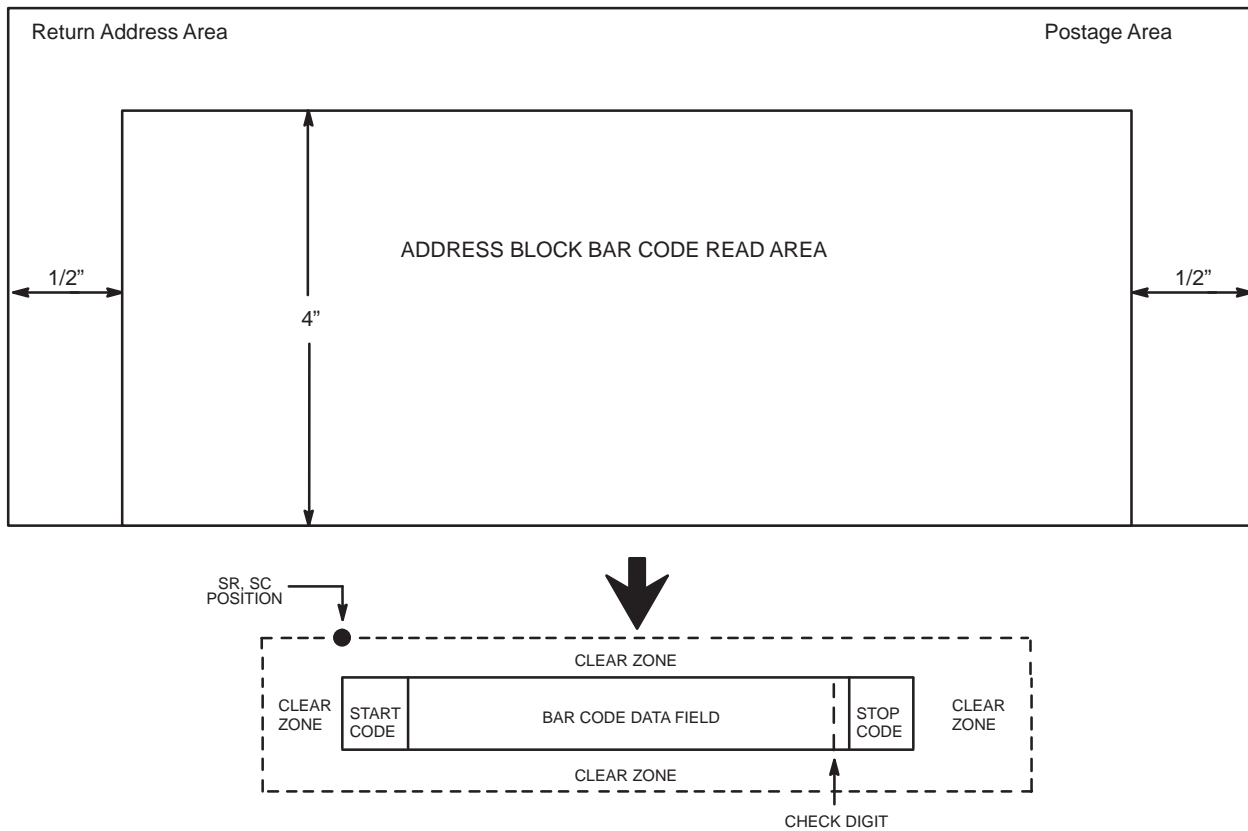 Return Address Area
Postage Area
ADDRESS BLOCK BAR CODE READ AREA
1/2”
1/2”
4”
SR, SC
POSITION
CLEAR ZONE
CLEAR
ZONE
START
CODE
BAR CODE DATA FIELD
STOP
CODE
CLEAR
ZONE
CLEAR ZONE
CHECK DIGIT